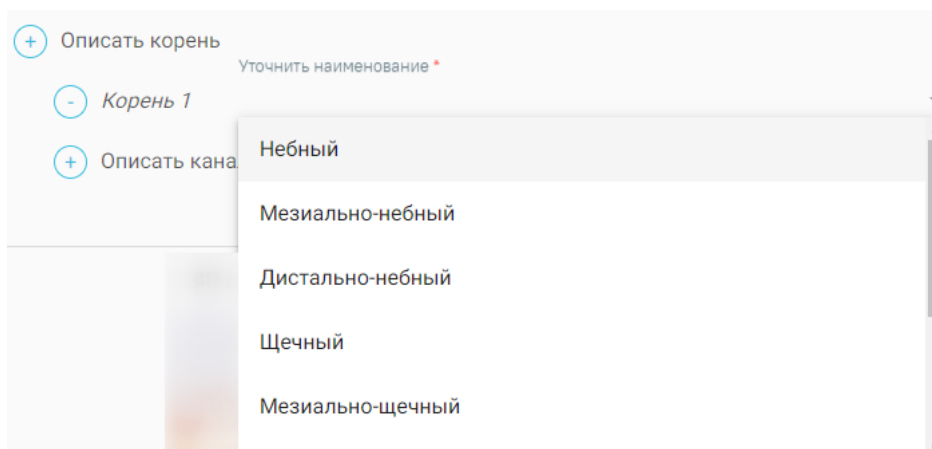 + Описать корень
Уточнить наименование *
- Корень 1
Небный
+ Описать кана
Мезиально-небный
Дистально-небный
Щечный
Мезиально-щечный